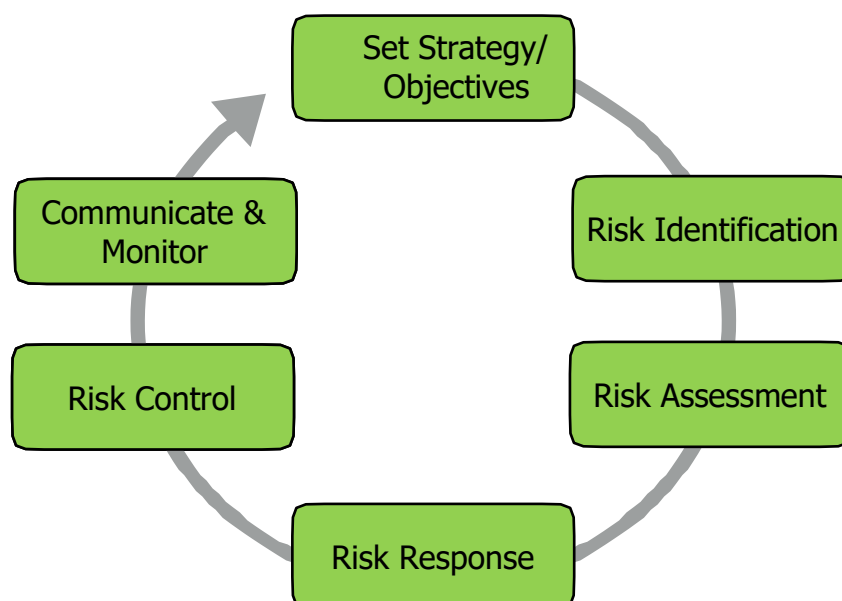 Set Strategy/
Objectives
Risk Identification
Risk Assessment
Risk Response
Risk Control
Communicate &
Monitor